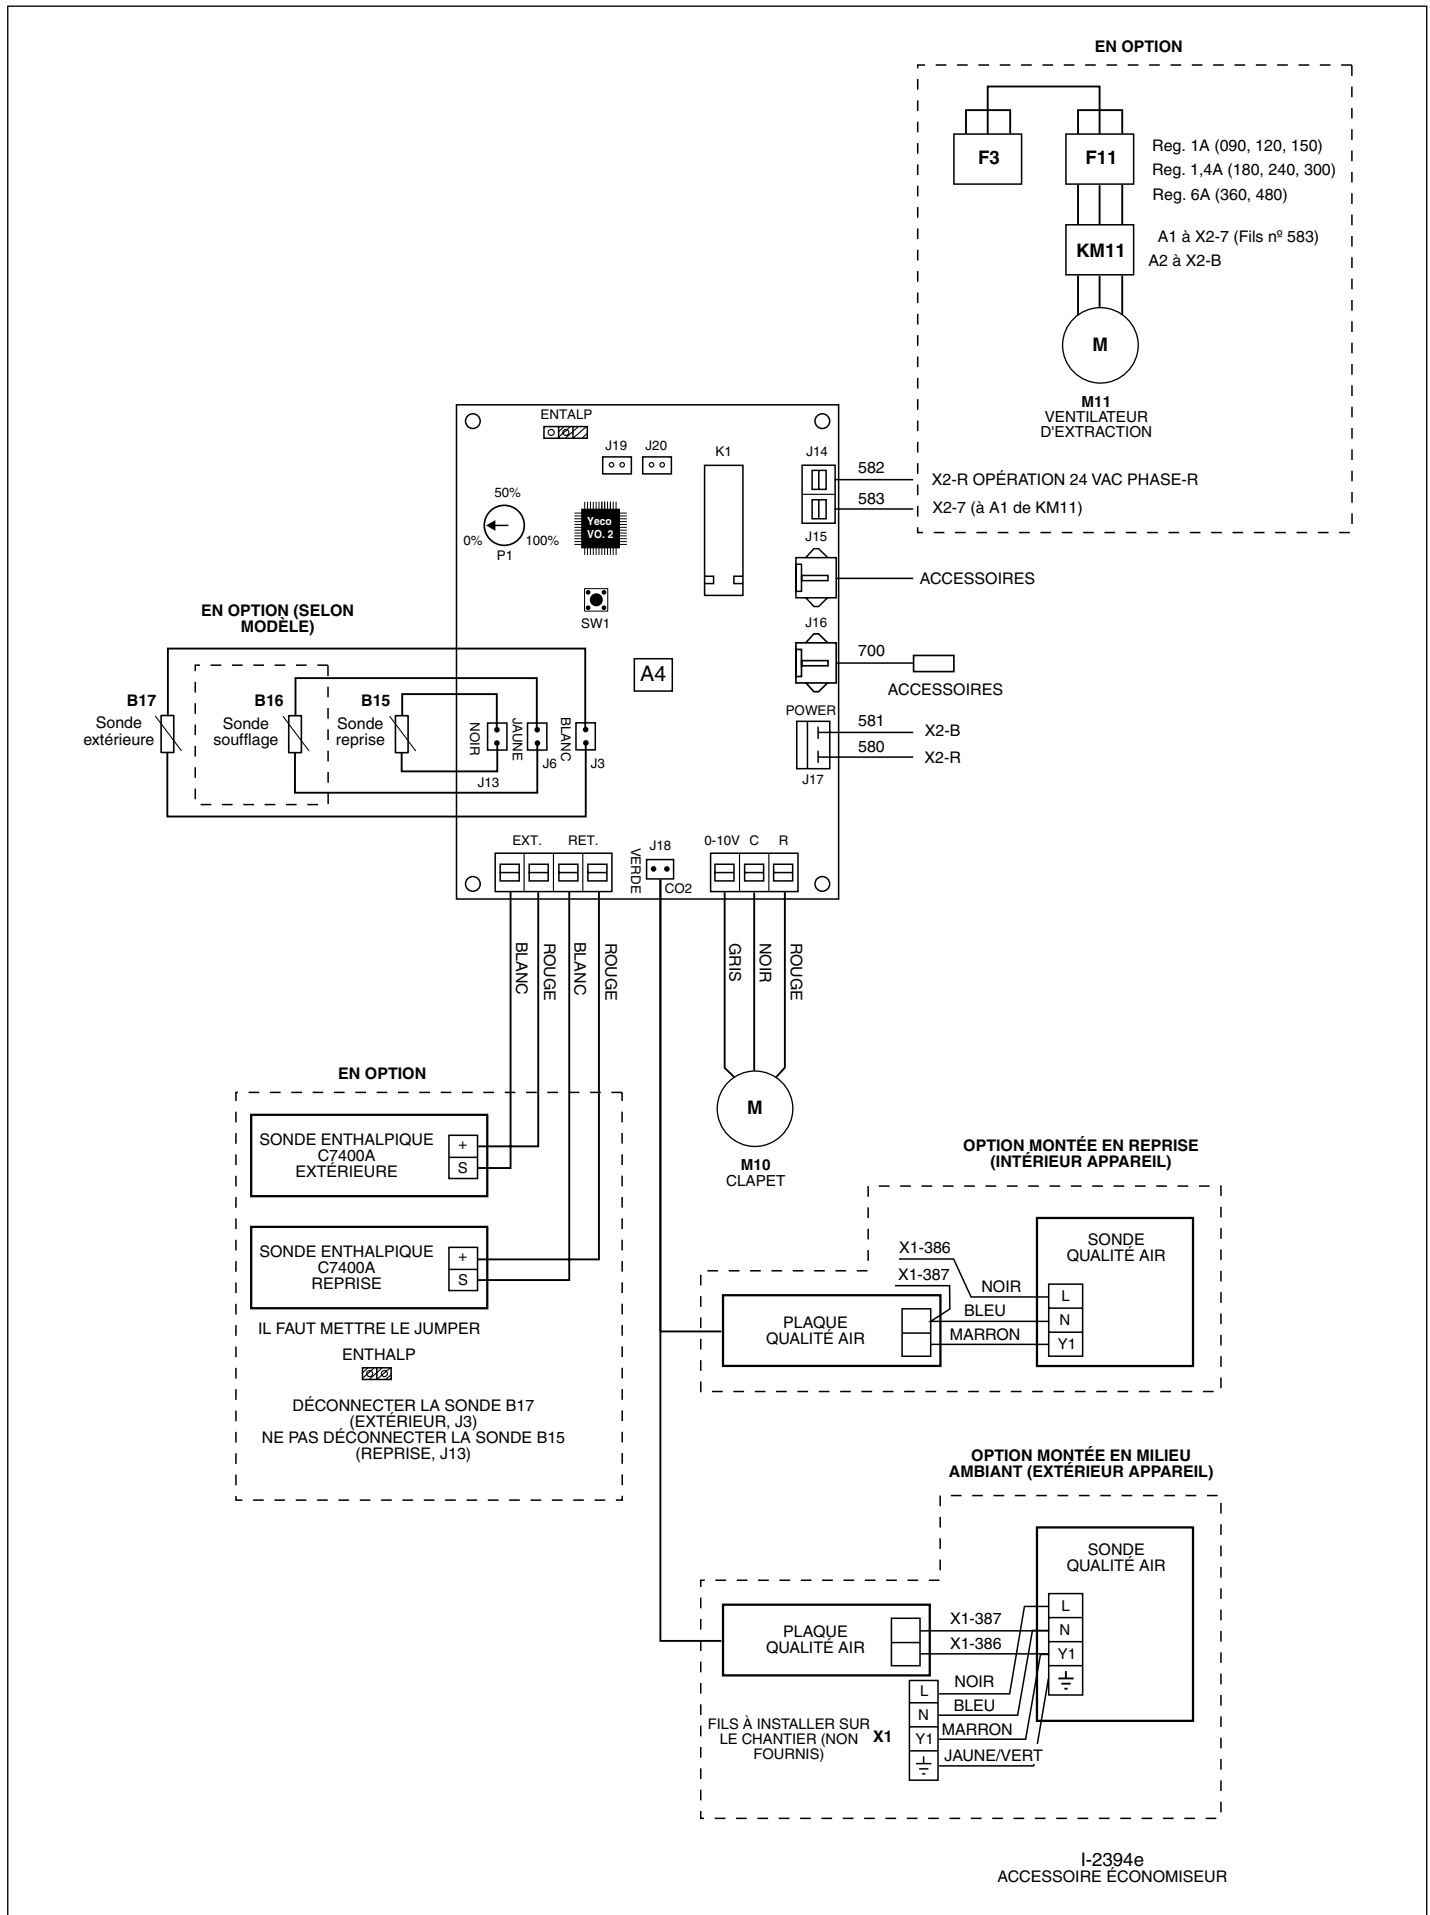 EN OPTION
F3
F11
Reg. 1A (090, 120, 150)
Reg. 1,4A (180, 240, 300)
Reg. 6A (360, 480)
KM11
A1 à X2-7 (Fils nº 583)
A2 à X2-B
M
M11
VENTILATEUR
D'EXTRACTION
ENTALP
J19
J20
K1
J14
582
X2-R OPÉRATION 24 VAC PHASE-R
583
X2-7 (à A1 de KM11)
50%
0%
100%
P1
Yeco
VO. 2
J15
ACCESSOIRES
SW1
J16
700
ACCESSOIRES
A4
EN OPTION (SELON
MODÈLE)
B17
Sonde
extérieure
B16
Sonde
soufflage
B15
Sonde
reprise
NOIR
JAUNE
BLANC
J13
J6
J3
POWER
581
X2-B
580
X2-R
J17
EXT.
RET.
VERDE
J18
CO2
0-10V
C
R
BLANC
ROUGE
BLANC
ROUGE
GRIS
NOIR
ROUGE
M
M10
CLAPET
EN OPTION
SONDE ENTHALPIQUE
C7400A
EXTÉRIEURE
+
S
SONDE ENTHALPIQUE
C7400A
REPRISE
+
S
IL FAUT METTRE LE JUMPER
ENTHALP
DÉCONNECTER LA SONDE B17
(EXTÉRIEUR, J3)
NE PAS DÉCONNECTER LA SONDE B15
(REPRISE, J13)
OPTION MONTÉE EN REPRISE
(INTÉRIEUR APPAREIL)
SONDE
QUALITÉ AIR
X1-386
X1-387
NOIR
BLEU
MARRON
L
N
Y1
PLAQUE
QUALITÉ AIR
OPTION MONTÉE EN MILIEU
AMBIANT (EXTÉRIEUR APPAREIL)
SONDE
QUALITÉ AIR
PLAQUE
QUALITÉ AIR
X1-387
X1-386
L
N
Y1
FILS À INSTALLER SUR
LE CHANTIER (NON
FOURNIS)
X1
L
N
Y1
NOIR
BLEU
MARRON
JAUNE/VERT
I-2394e
ACCESSOIRE ÉCONOMISEUR